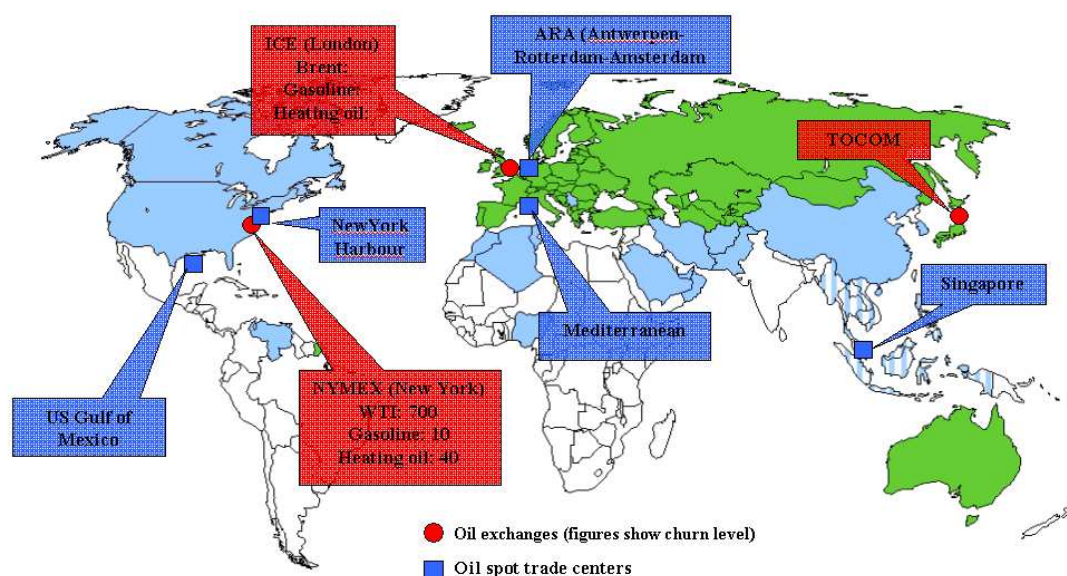 ICE (London)
Brent:
Gasoline:
Heating oil:
ARA (Antwerpen-
Rotterdam-Amsterdam
TOCOM
NewYork
Harbour
Singapore
Mediterranean
US Gulf of
Mexico
NYMEX (New York)
WTI: 700
Gasoline: 10
Heating oil: 40
Oil exchanges (figures show churn level)
Oil spot trade centers